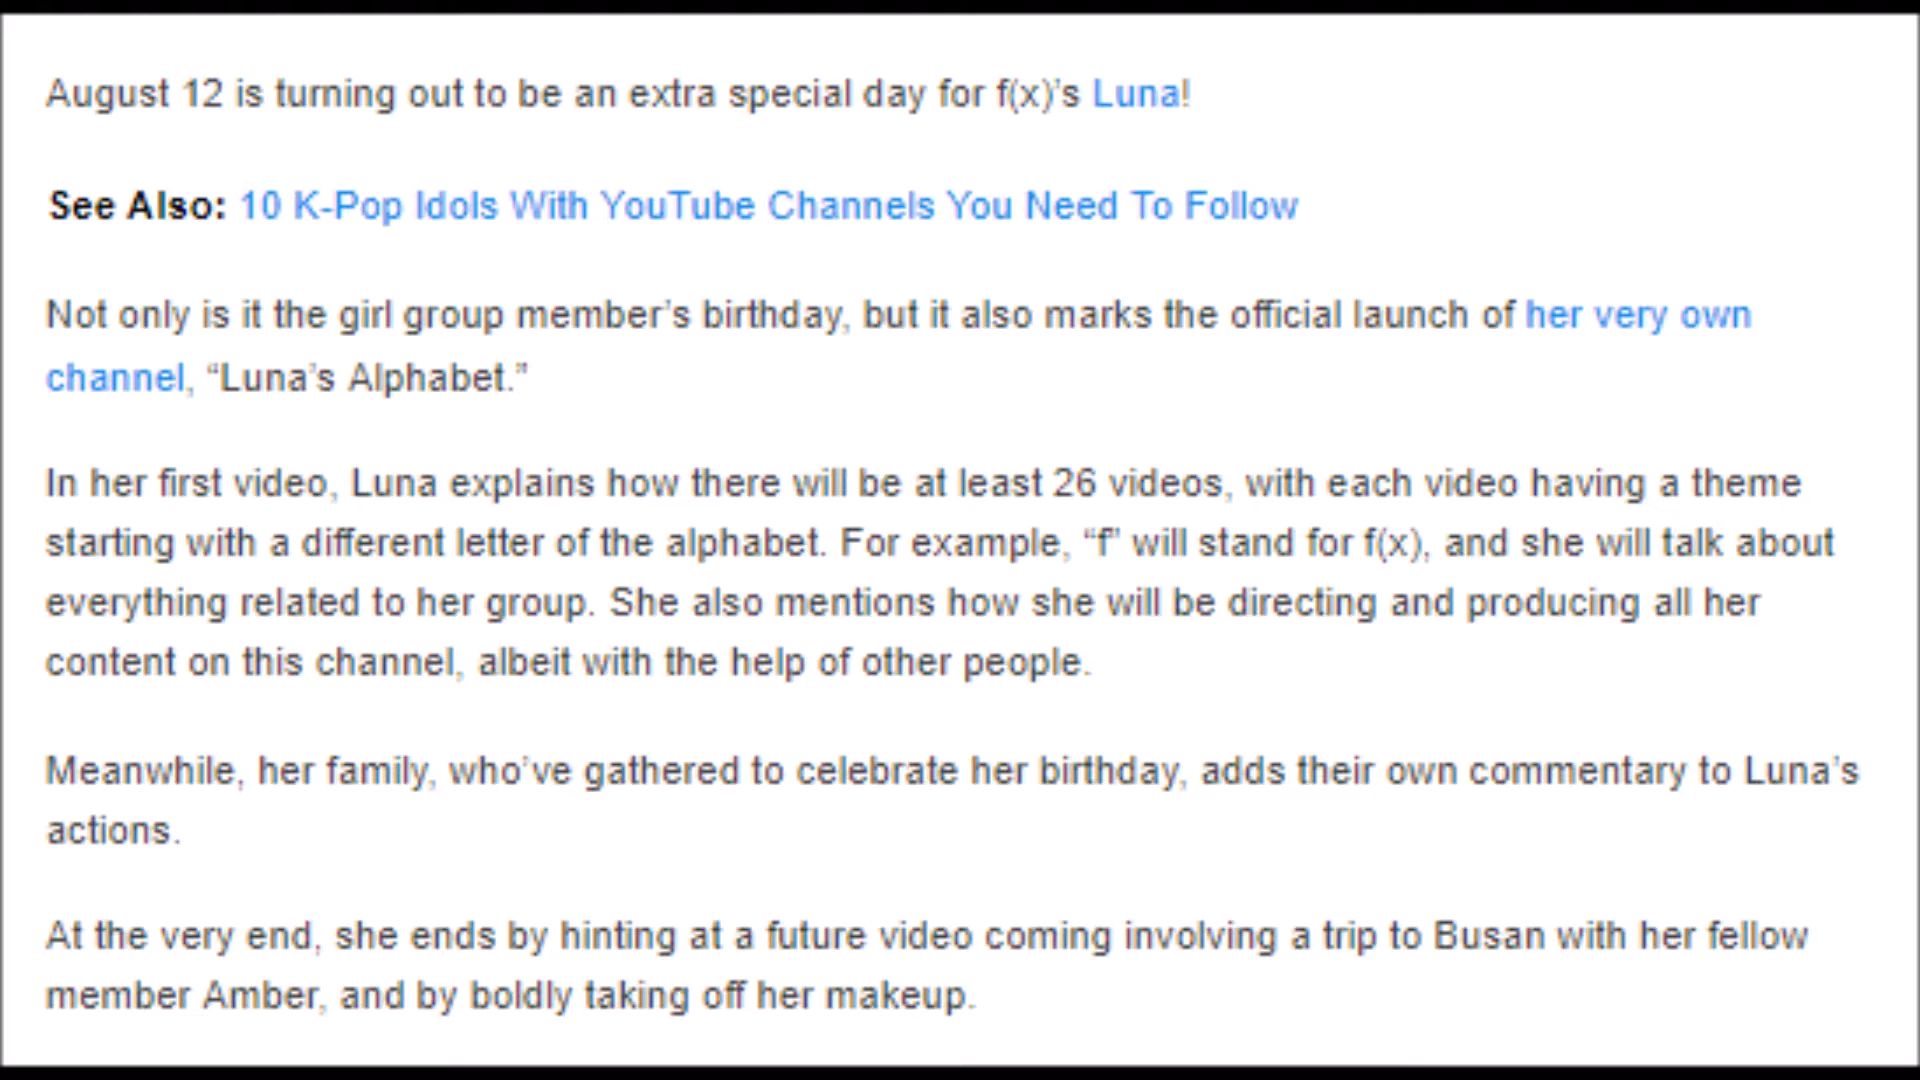 August 12 is turning out to be an extra special day for f(x)’s Luna!
See Also: 10 K-Pop Idols With YouTube Channels You Need To Follow
Not only is it the girl group member’s birthday, but it also marks the official launch of her very own
channel, “Luna’s Alphabet.”
In her first video, Luna explains how there will be at least 26 videos, with each video having a theme
starting with a different letter of the alphabet. For example, “f” will stand for f(x), and she will talk about
everything related to her group. She also mentions how she will be directing and producing all her
content on this channel, albeit with the help of other people.
Meanwhile, her family, who’ve gathered to celebrate her birthday, adds their own commentary to Luna’s
actions.
At the very end, she ends by hinting at a future video coming involving a trip to Busan with her fellow
member Amber, and by boldly taking off her makeup.